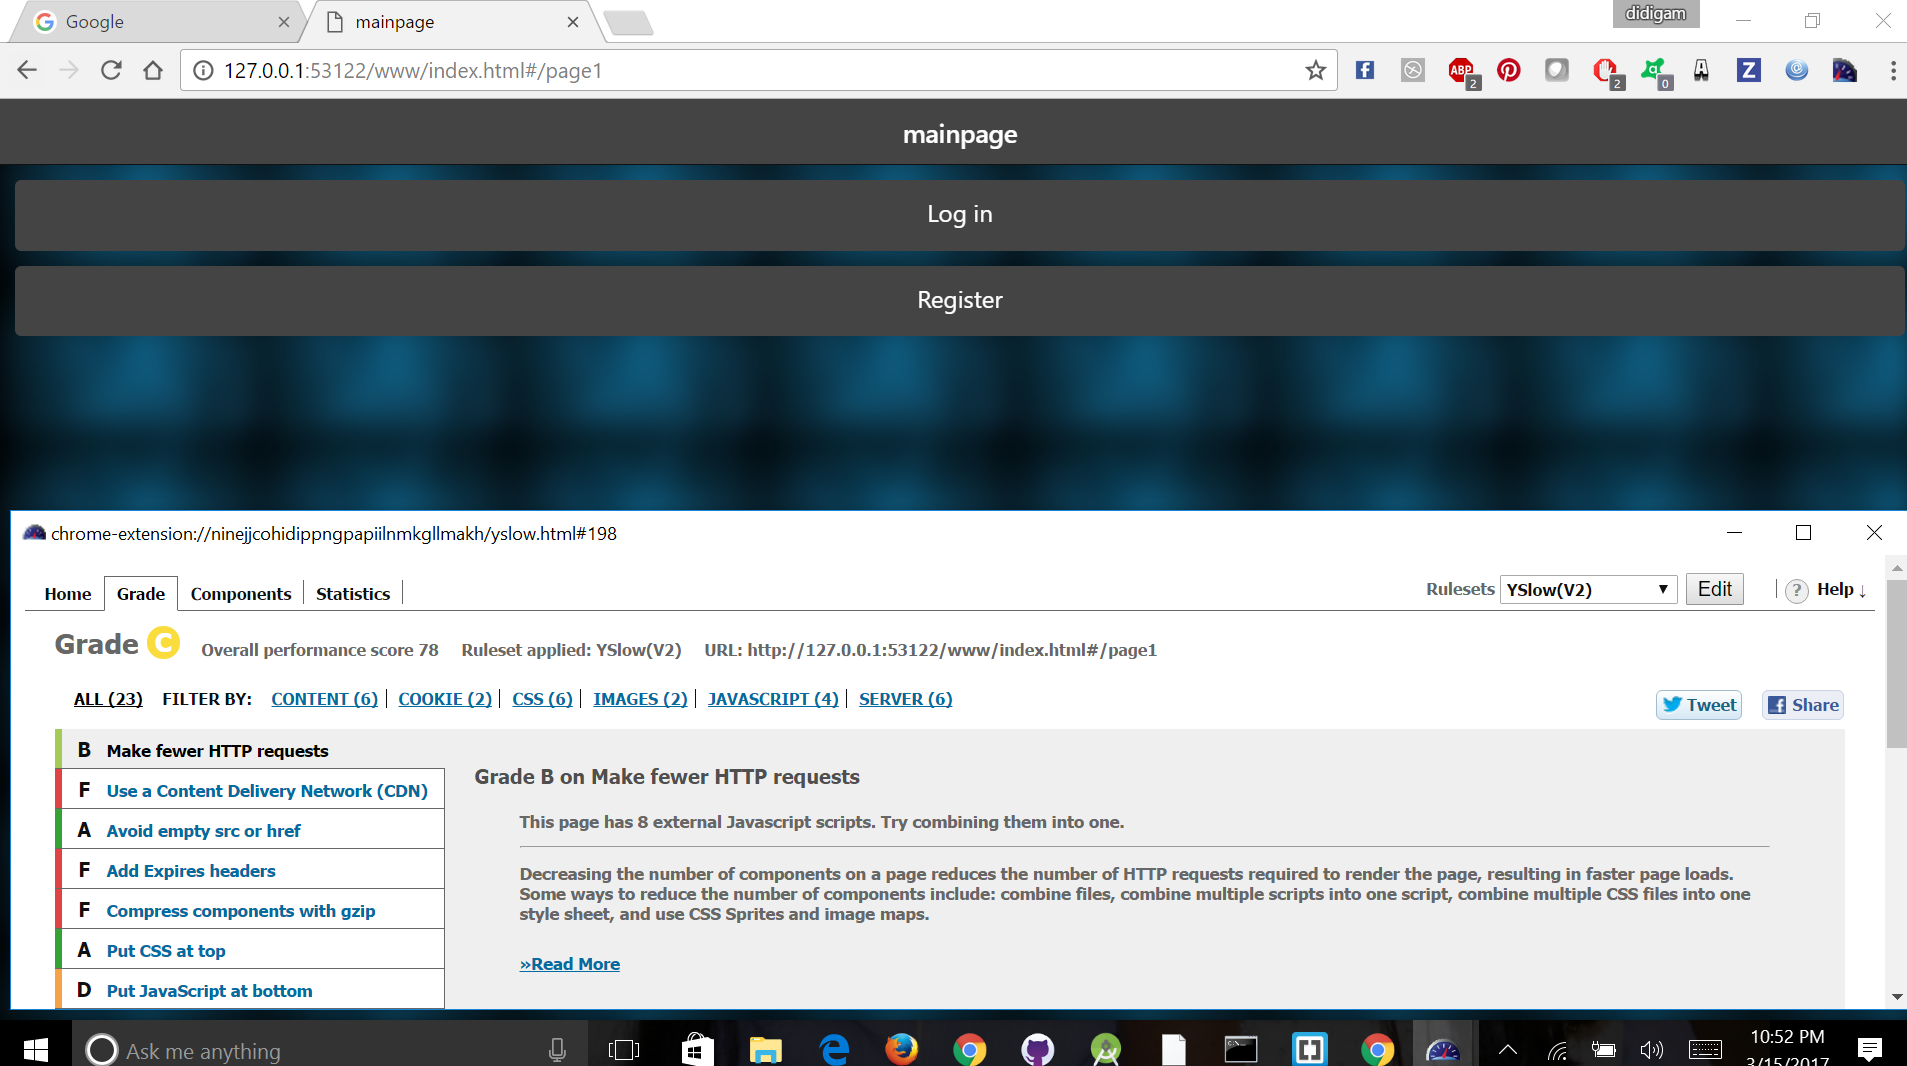 Google
mainpage
didigam
127.0.0.1:53122/www/index.html#/page1
ABP
2
2
0
Z
mainpage
Log in
Register
chrome-extension://ninejjcohidippngpapiilnmkgllmakh/yslow.html#198
Home Grade Components Statistics
Rulesets YSlow(V2) Edit ? Help ↓
Grade C Overall performance score 78 Ruleset applied: YSlow(V2) URL: http://127.0.0.1:53122/www/index.html#/page1
ALL (23) FILTER BY: CONTENT (6) COOKIE (2) CSS (6) IMAGES (2) JAVASCRIPT (4) SERVER (6)
Tweet Share
B Make fewer HTTP requests
F Use a Content Delivery Network (CDN)
A Avoid empty src or href
F Add Expires headers
F Compress components with gzip
A Put CSS at top
D Put JavaScript at bottom
Grade B on Make fewer HTTP requests
This page has 8 external Javascript scripts. Try combining them into one.
Decreasing the number of components on a page reduces the number of HTTP requests required to render the page, resulting in faster page loads.
Some ways to reduce the number of components include: combine files, combine multiple scripts into one script, combine multiple CSS files into one
style sheet, and use CSS Sprites and image maps.
»Read More
Ask me anything
10:52 PM
3/15/2017